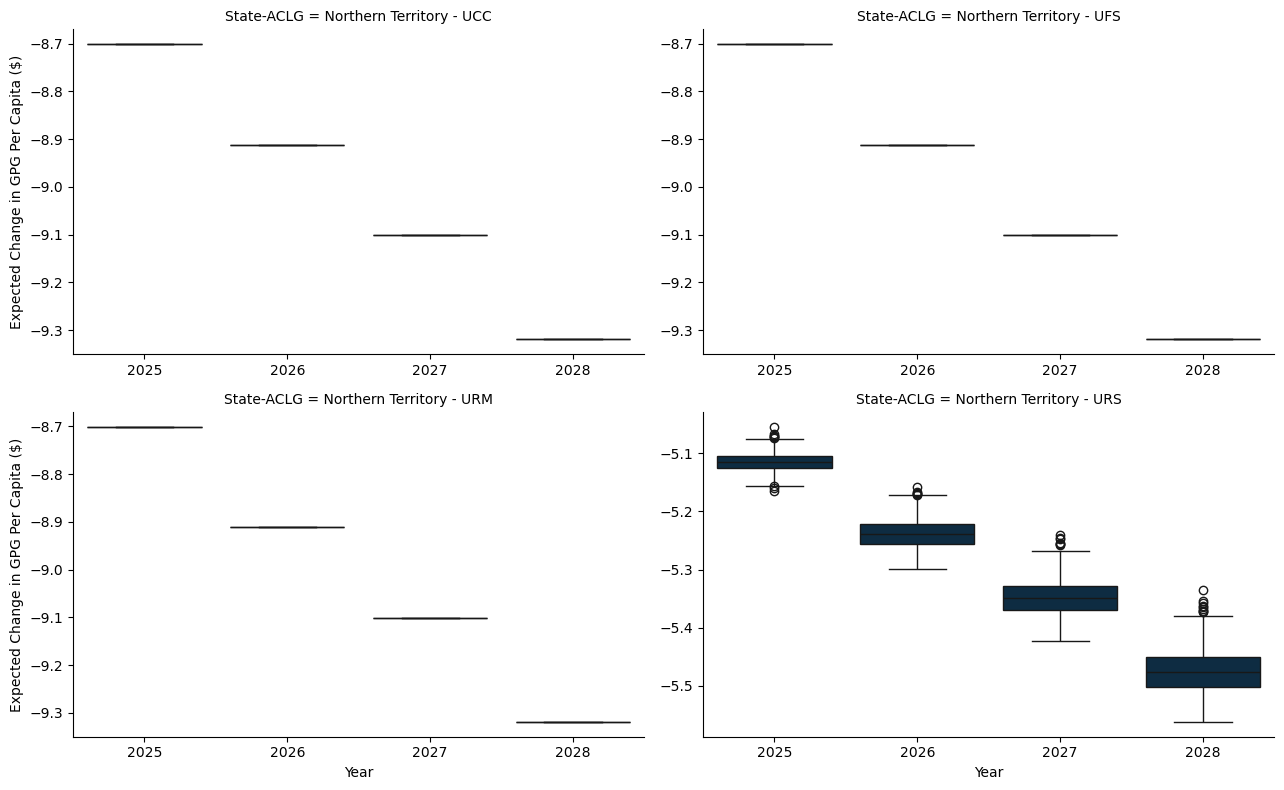 State-ACLG = Northern Territory - UCC
Expected Change in GPG Per Capita ($)
−8.7
−8.8
−8.9
−9.0
−9.1
−9.2
−9.3
2025 2026 2027 2028
State-ACLG = Northern Territory - UFS
−8.7
−8.8
−8.9
−9.0
−9.1
−9.2
−9.3
2025 2026 2027 2028
State-ACLG = Northern Territory - URM
Expected Change in GPG Per Capita ($)
−8.7
−8.8
−8.9
−9.0
−9.1
−9.2
−9.3
2025 2026 2027 2028
Year
State-ACLG = Northern Territory - URS
−5.1
−5.2
−5.3
−5.4
−5.5
2025 2026 2027 2028
Year